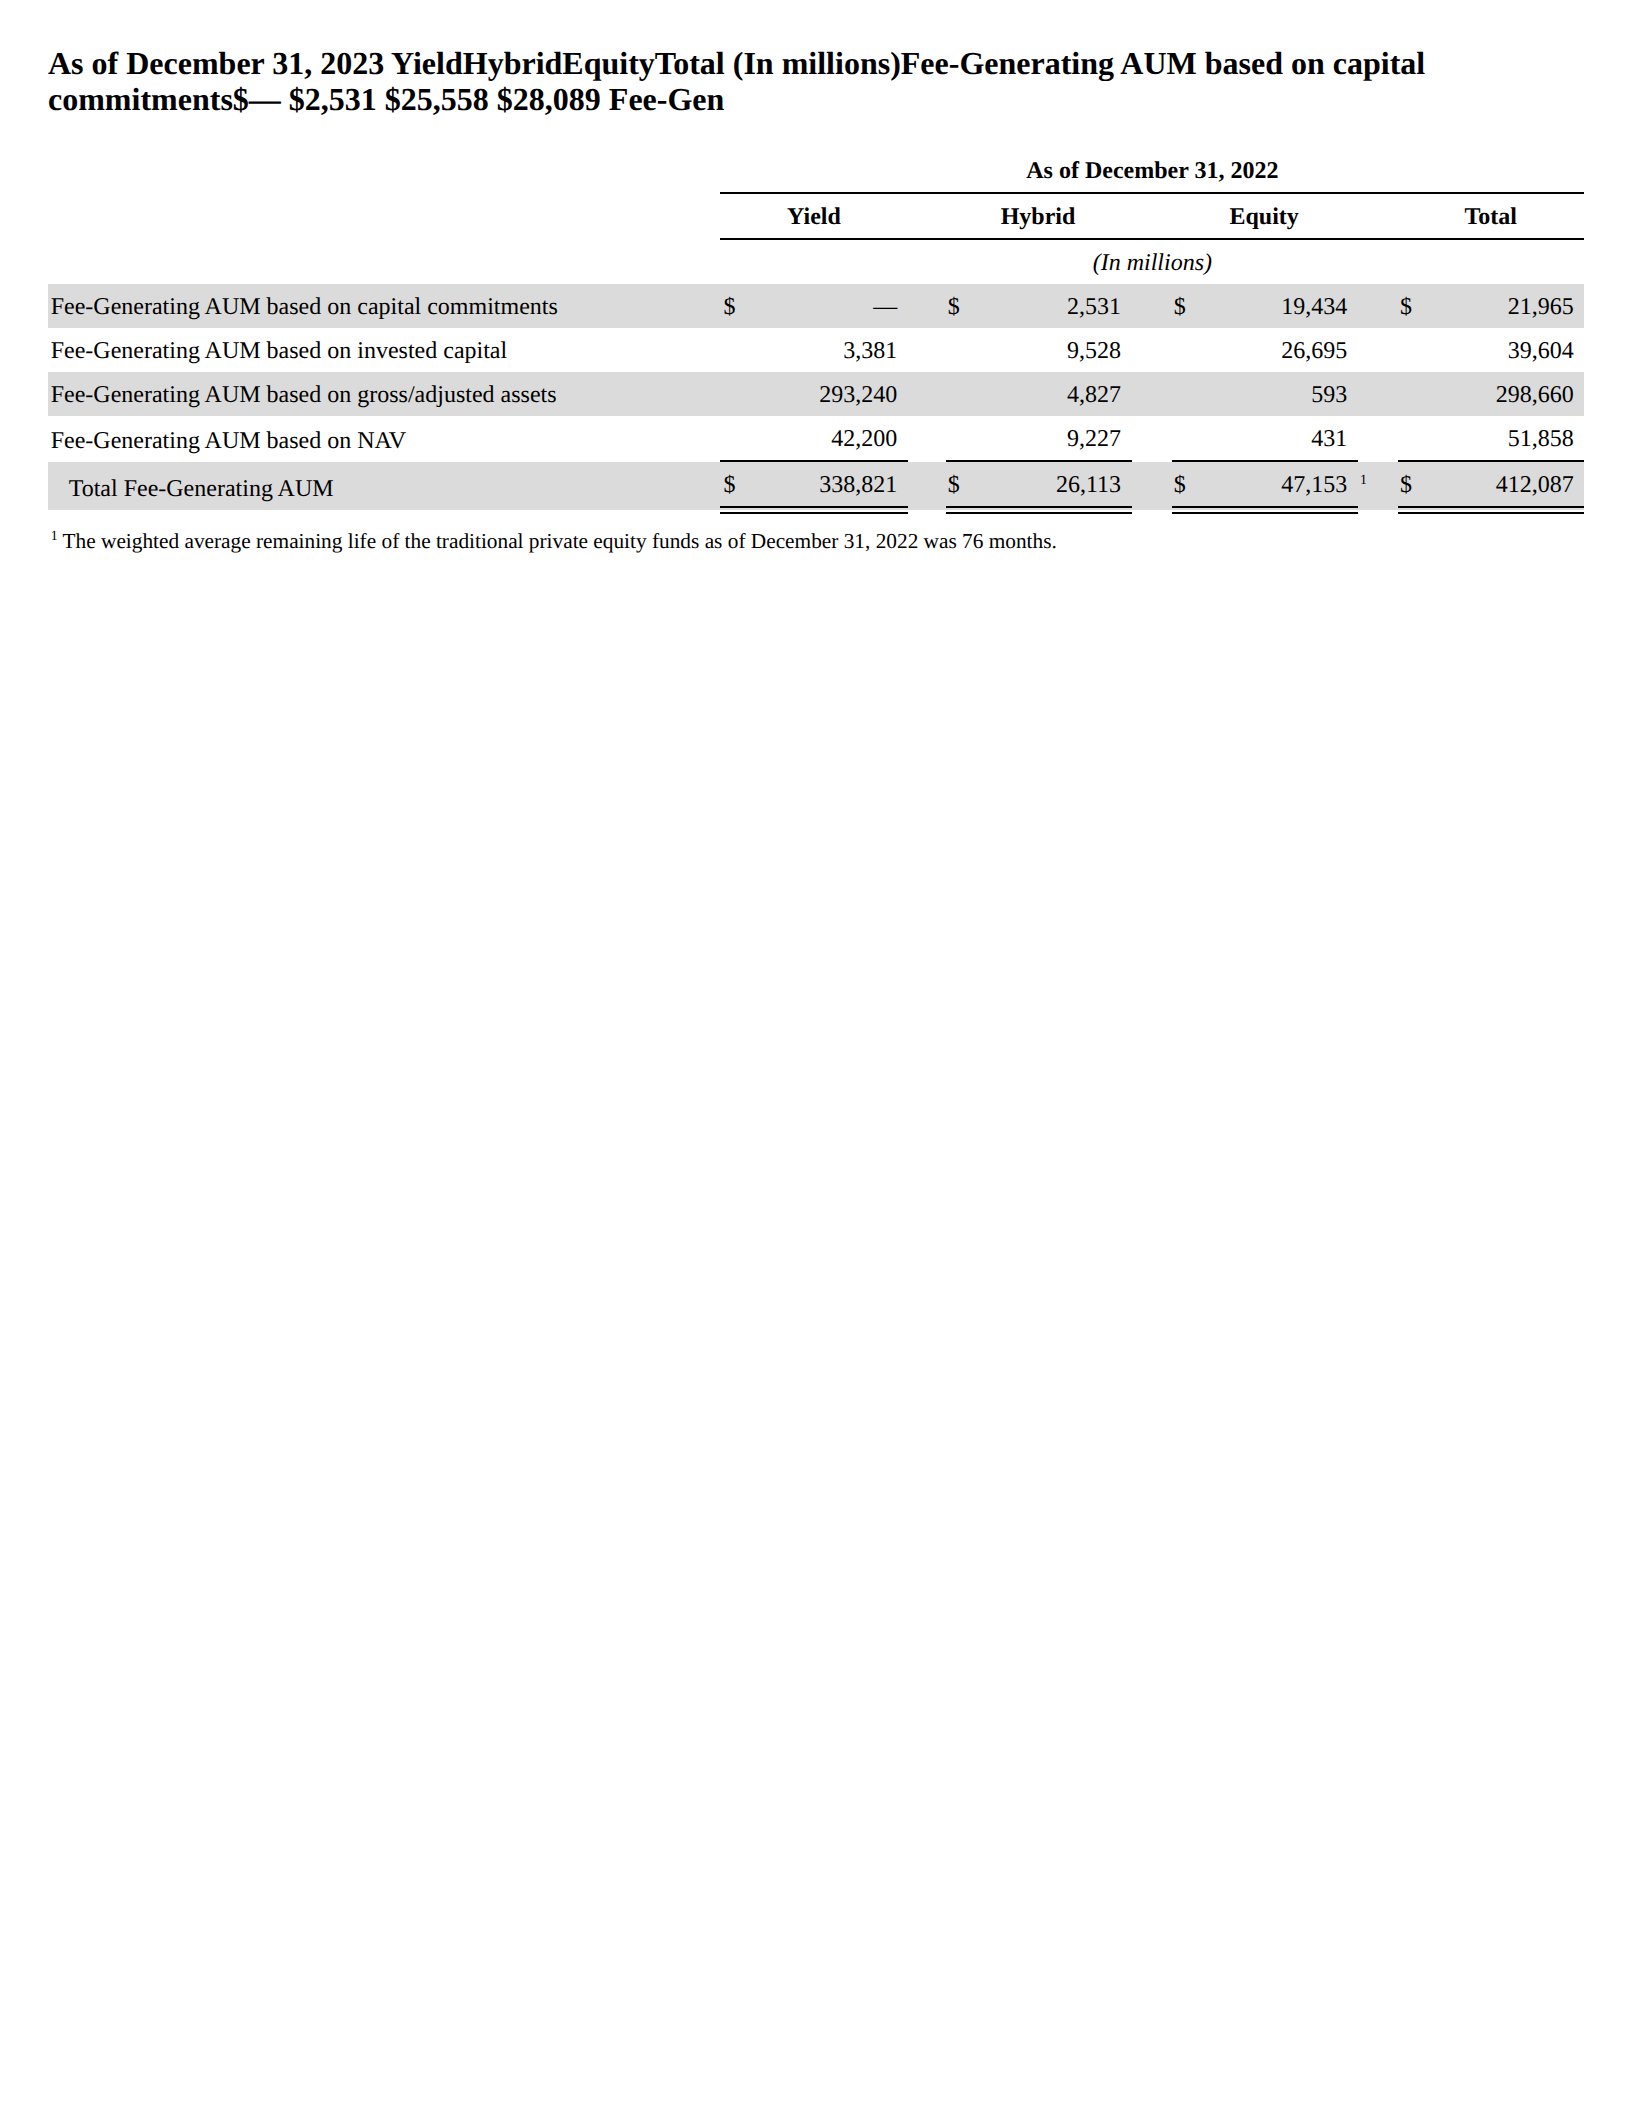 As of December 31, 2023 YieldHybridEquityTotal (In millions)Fee-Generating AUM based on capital
commitments$— $2,531 $25,558 $28,089 Fee-Gen
As of December 31, 2022
Yield Hybrid Equity Total
(In millions)
Fee-Generating AUM based on capital commitments $ — $ 2,531 $ 19,434 $ 21,965
Fee-Generating AUM based on invested capital 3,381 9,528 26,695 39,604
Fee-Generating AUM based on gross/adjusted assets 293,240 4,827 593 298,660
Fee-Generating AUM based on NAV 42,200 9,227 431 51,858
Total Fee-Generating AUM $ 338,821 $ 26,113 $ 47,153 1 $ 412,087
1 The weighted average remaining life of the traditional private equity funds as of December 31, 2022 was 76 months.